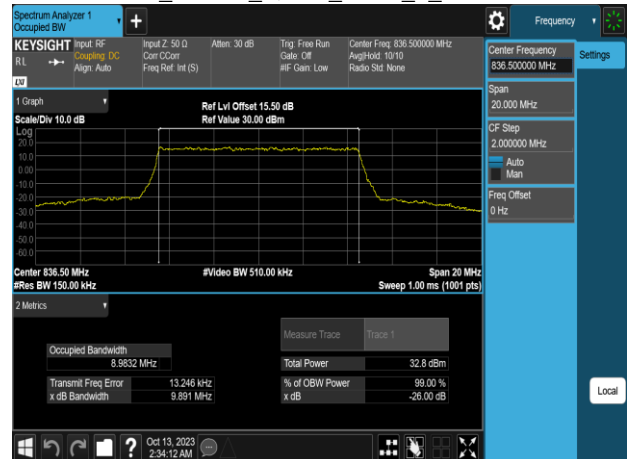 Spectrum Analyzer 1
Occupied BW
Frequency
KEYSIGHT
Input: RF
Coupling: DC
Align: Auto
Input Z: 50 Ω
Corr CCorr
Freq Ref: Int (S)
Atten: 30 dB
Trig: Free Run
Gate: Off
#IF Gain: Low
Center Freq: 836.500000 MHz
Avg|Hold: 10/10
Radio Std: None
R L
LXI
Center Frequency
836.500000 MHz
Settings
Span
20.000 MHz
CF Step
2.000000 MHz
Auto
Man
Freq Offset
0 Hz
Local
1 Graph
Ref Lvl Offset 15.50 dB
Scale/Div 10.0 dB
Ref Value 30.00 dBm
Log
20.0
10.0
0.00
-10.0
-20.0
-30.0
-40.0
-50.0
-60.0
Center 836.50 MHz
#Video BW 510.00 kHz
Span 20 MHz
#Res BW 150.00 kHz
Sweep 1.00 ms (1001 pts)
2 Metrics
Measure Trace
Trace 1
Occupied Bandwidth
8.9832 MHz
Total Power
32.8 dBm
Transmit Freq Error
13.246 kHz
% of OBW Power
99.00 %
x dB Bandwidth
9.891 MHz
x dB
-26.00 dB
?
Oct 13, 2023
2:34:12 AM